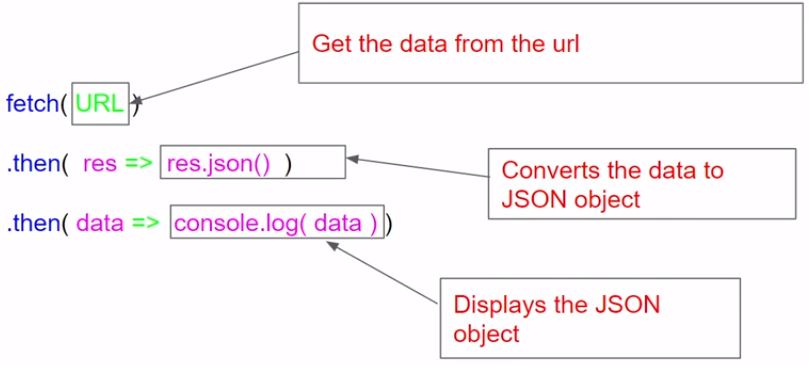 Get the data from the url
fetch( URL )
.then( res => res.json() )
Converts the data to
JSON object
.then( data => console.log( data ) )
Displays the JSON
object